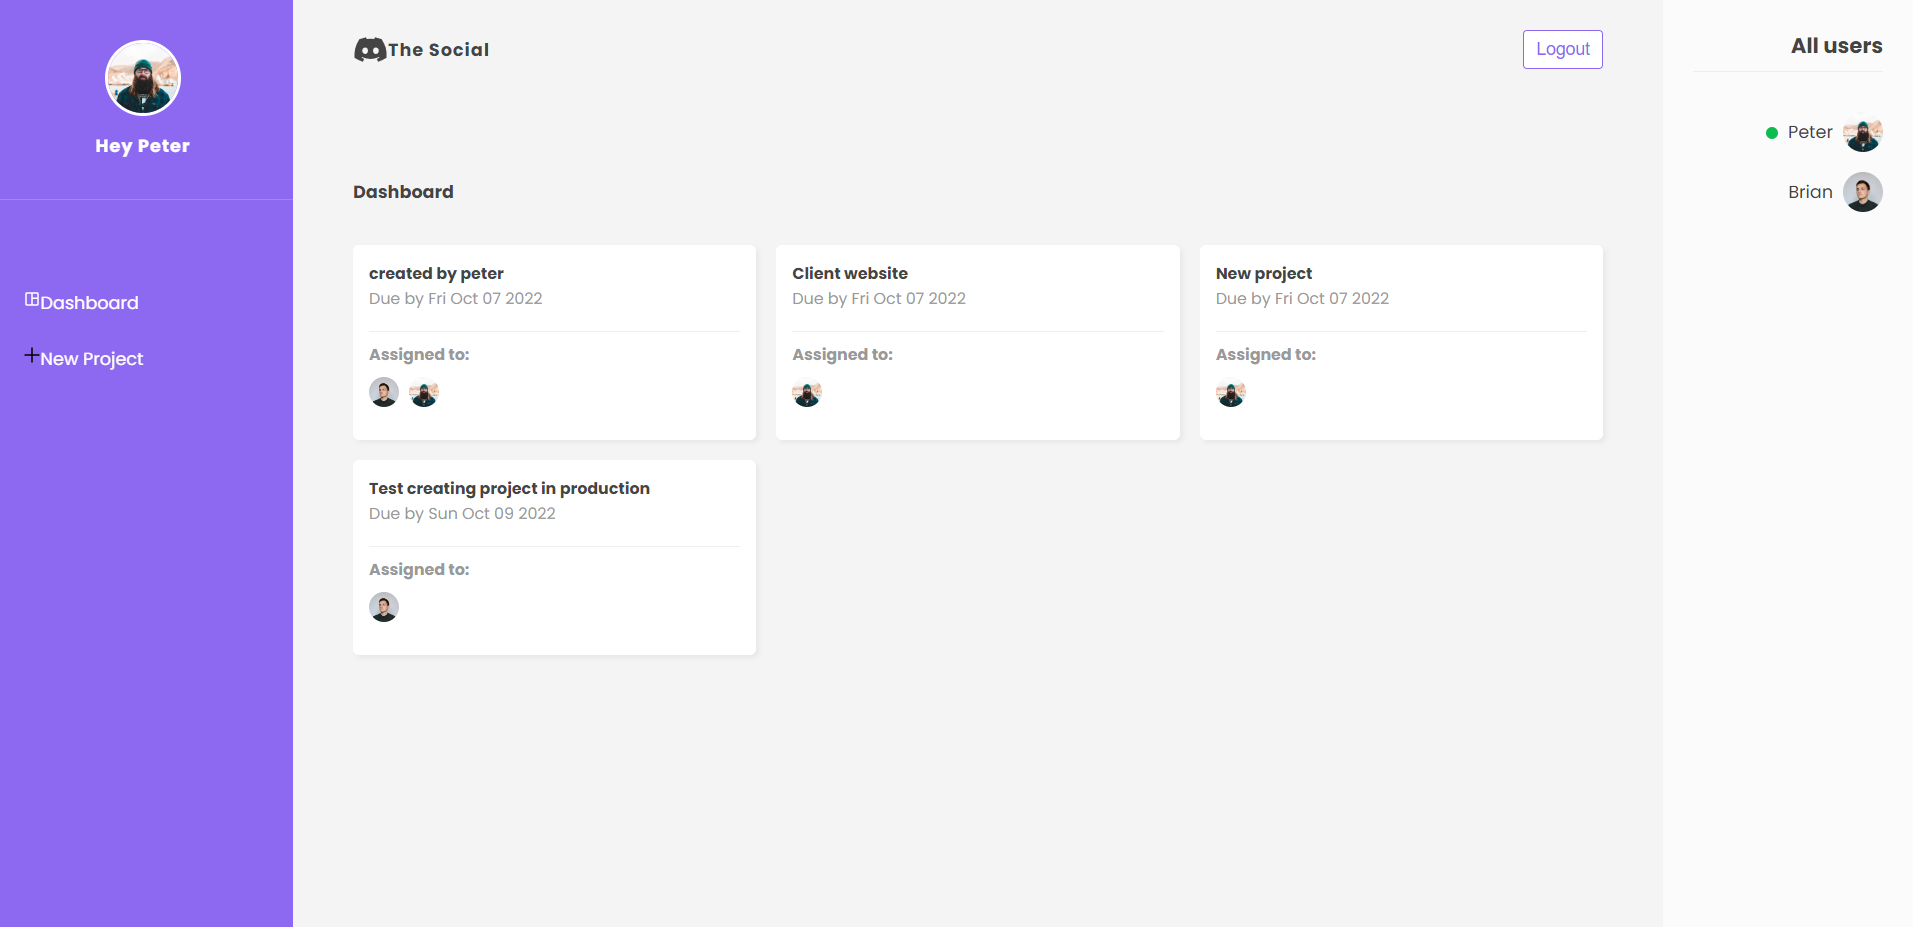 Hey Peter
Dashboard
New Project
The Social
Logout
Dashboard
created by peter
Due by Fri Oct 07 2022
Assigned to:
Client website
Due by Fri Oct 07 2022
Assigned to:
New project
Due by Fri Oct 07 2022
Assigned to:
Test creating project in production
Due by Sun Oct 09 2022
Assigned to:
All users
Peter
Brian